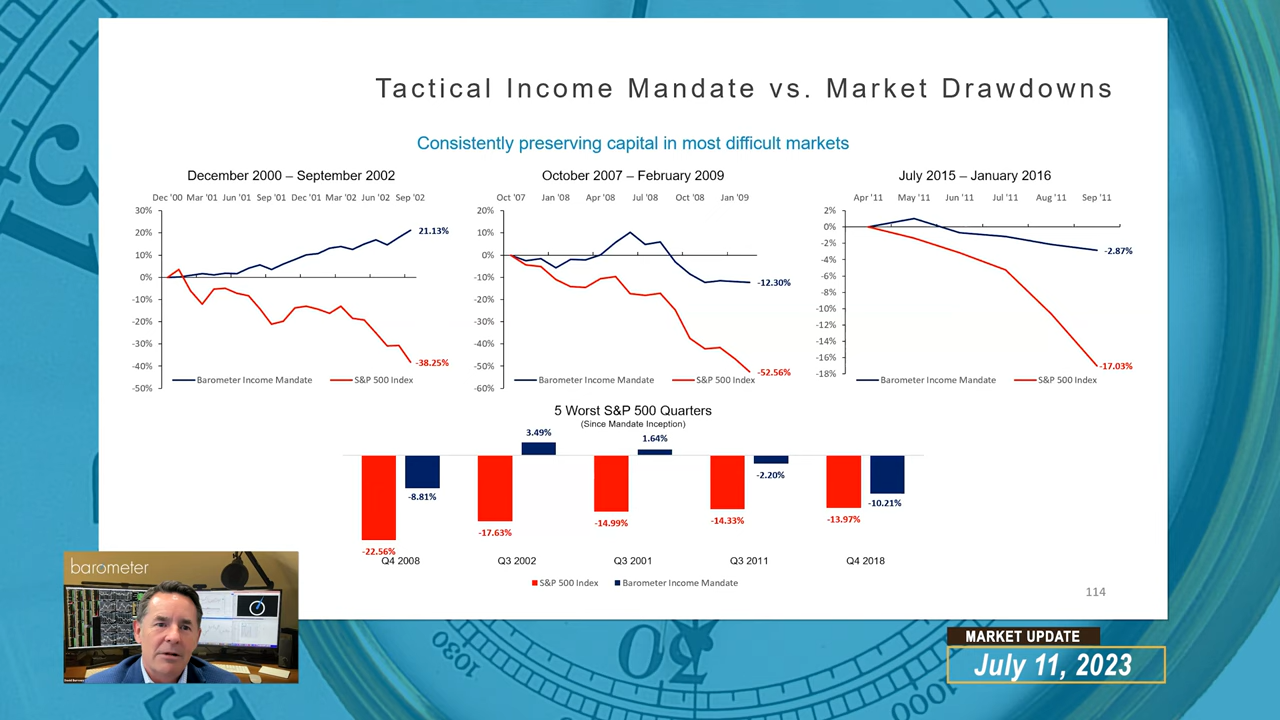 Tactical Income Mandate vs. Market Drawdowns
Consistently preserving capital in most difficult markets
December 2000 – September 2002
Dec '00 Mar '01 Jun '01 Sep '01 Dec '01 Mar '02 Jun '02 Sep '02
30%
20%
10%
0%
-10%
-20%
-30%
-40%
-50%
21.13%
-38.25%
Barometer Income Mandate S&P 500 Index
October 2007 – February 2009
Oct '07 Jan '08 Apr '08 Jul '08 Oct '08 Jan '09
20%
10%
0%
-10%
-20%
-30%
-40%
-50%
-60%
-12.30%
-52.56%
Barometer Income Mandate S&P 500 Index
July 2015 – January 2016
Apr '11 May '11 Jun '11 Jul '11 Aug '11 Sep '11
2%
0%
-2%
-4%
-6%
-8%
-10%
-12%
-14%
-16%
-18%
-2.87%
-17.03%
Barometer Income Mandate S&P 500 Index
5 Worst S&P 500 Quarters
(Since Mandate Inception)
3.49% 1.64%
-8.81% -2.20% -10.21%
-22.56% -17.63% -14.99% -14.33% -13.97%
Q4 2008 Q3 2002 Q3 2001 Q3 2011 Q4 2018
S&P 500 Index Barometer Income Mandate
114
barometer
MARKET UPDATE
July 11, 2023
1030
30
1000